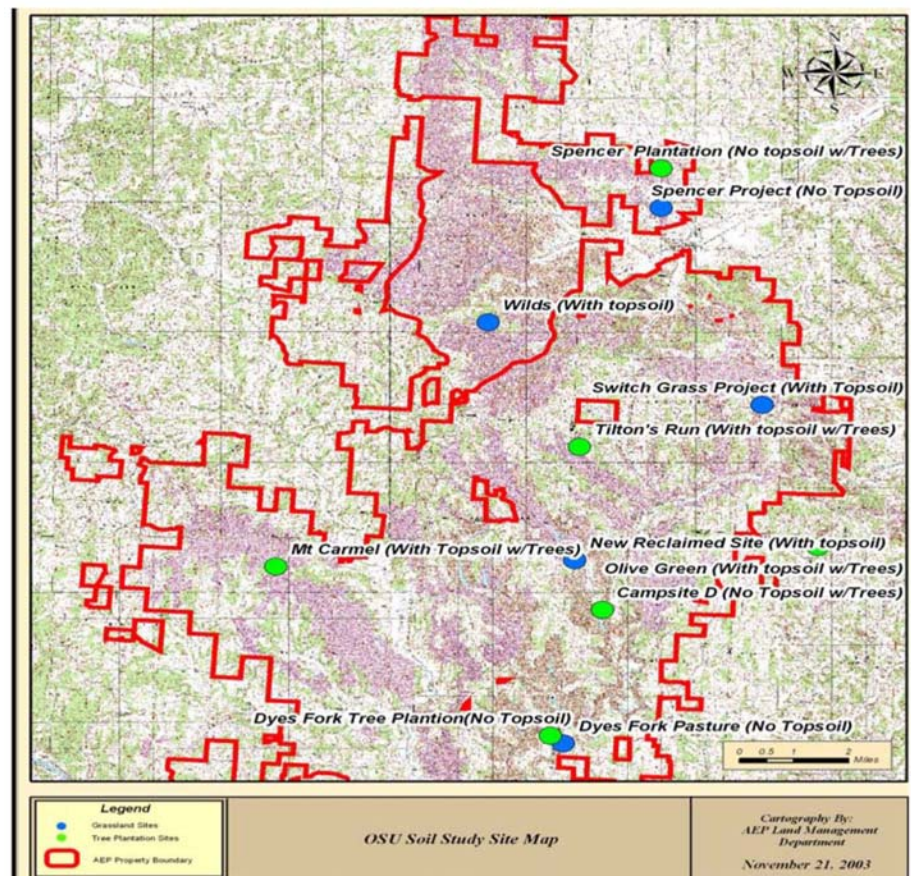 N
W E
S
Spencer Plantation (No topsoil w/Trees)
Spencer Project (No Topsoil)
Wilds (With topsoil)
Switch Grass Project (With Topsoil)
Tilton's Run (With topsoil w/Trees)
New Reclaimed Site (With topsoil)
Mt Carmel (With Topsoil w/Trees)
Olive Green (With topsoil w/Trees)
Campsite D (No Topsoil w/Trees)
Dyes Fork Tree Plantion(No Topsoil)
Dyes Fork Pasture (No Topsoil)
0 0.5 1 2
Miles
Legend
Grassland Sites
Tree Plantation Sites
AEP Property Boundary
OSU Soil Study Site Map
Cartography By:
AEP Land Management
Department
November 21. 2003